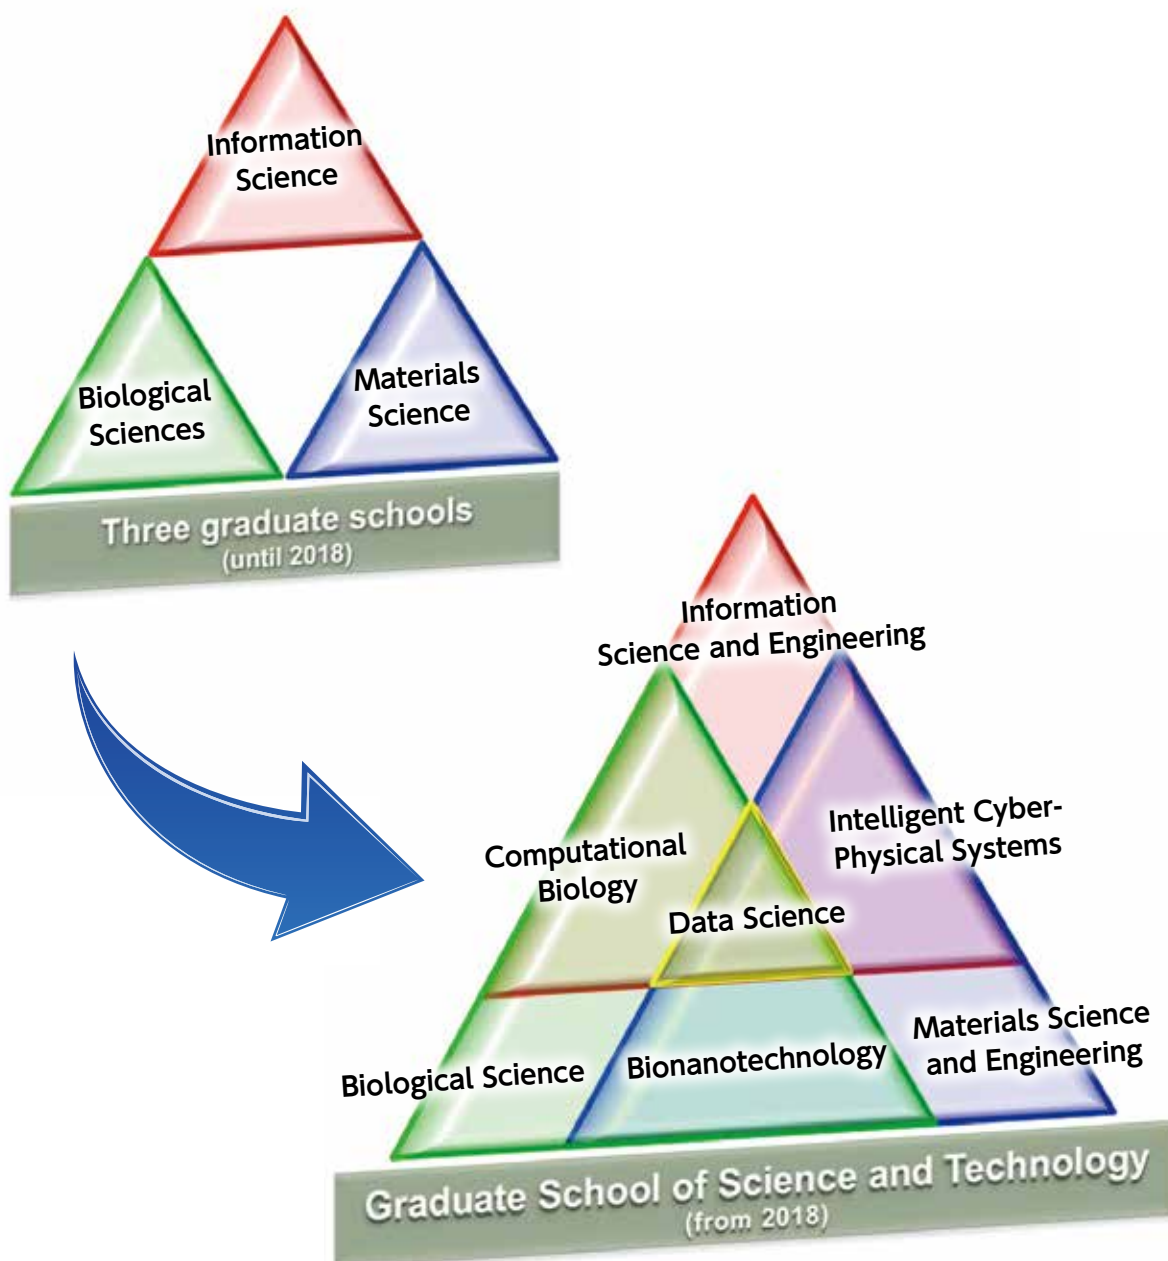 Information
Science
Biological
Sciences
Materials
Science
Three graduate schools
(until 2018)
Information
Science and Engineering
Computational
Biology
Intelligent Cyber-
Physical Systems
Data Science
Biological Science
Bionanotechnology
Materials Science
and Engineering
Graduate School of Science and Technology
(from 2018)